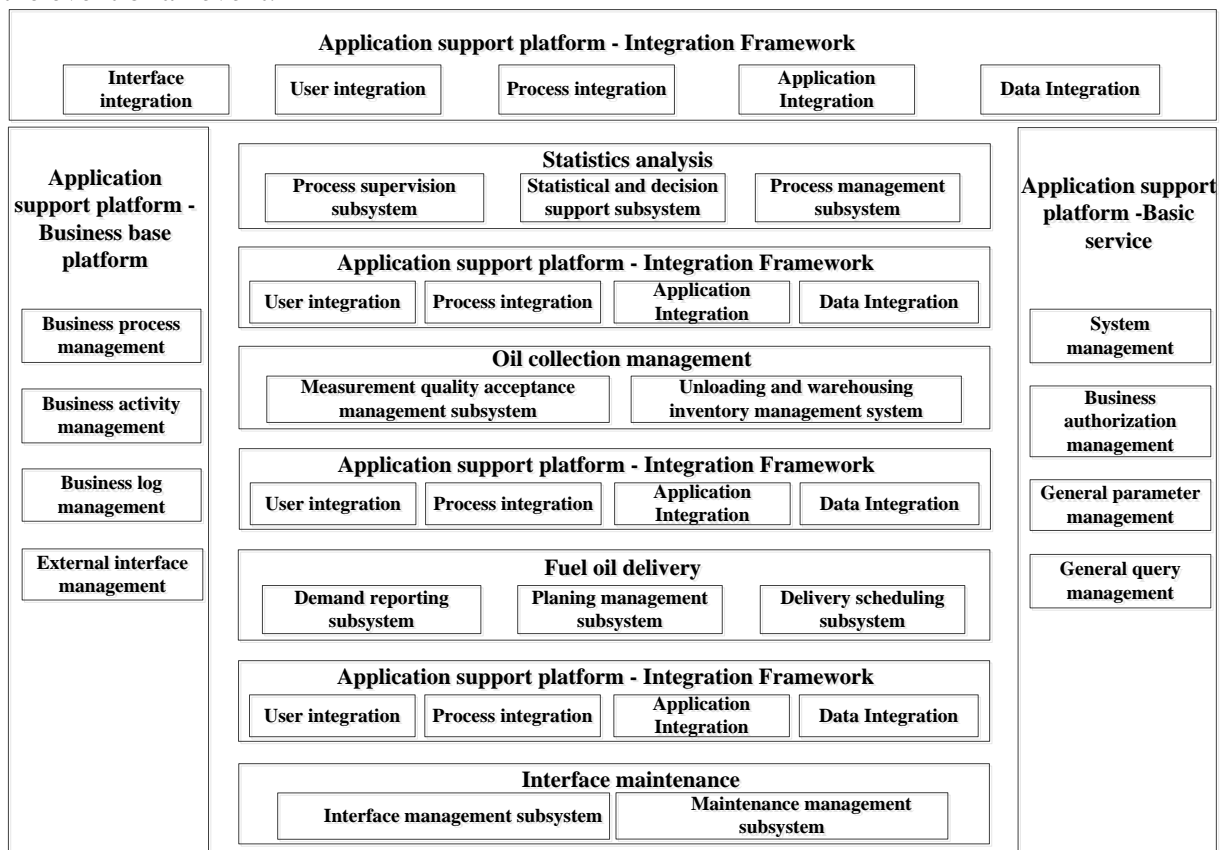 Application support platform - Integration Framework
Interface
integration
User integration
Process integration
Application
Integration
Data Integration
Application
support platform -
Business base
platform
Business process
management
Business activity
management
Business log
management
External interface
management
Statistics analysis
Process supervision
subsystem
Statistical and decision
support subsystem
Process management
subsystem
Application support platform - Integration Framework
User integration
Process integration
Application
Integration
Data Integration
Oil collection management
Measurement quality acceptance
management subsystem
Unloading and warehousing
inventory management system
Application support platform - Integration Framework
User integration
Process integration
Application
Integration
Data Integration
Fuel oil delivery
Demand reporting
subsystem
Planing management
subsystem
Delivery scheduling
subsystem
Application support platform - Integration Framework
User integration
Process integration
Application
Integration
Data Integration
Interface maintenance
Interface management subsystem
Maintenance management
subsystem
Application support
platform -Basic
service
System
management
Business
authorization
management
General parameter
management
General query
management